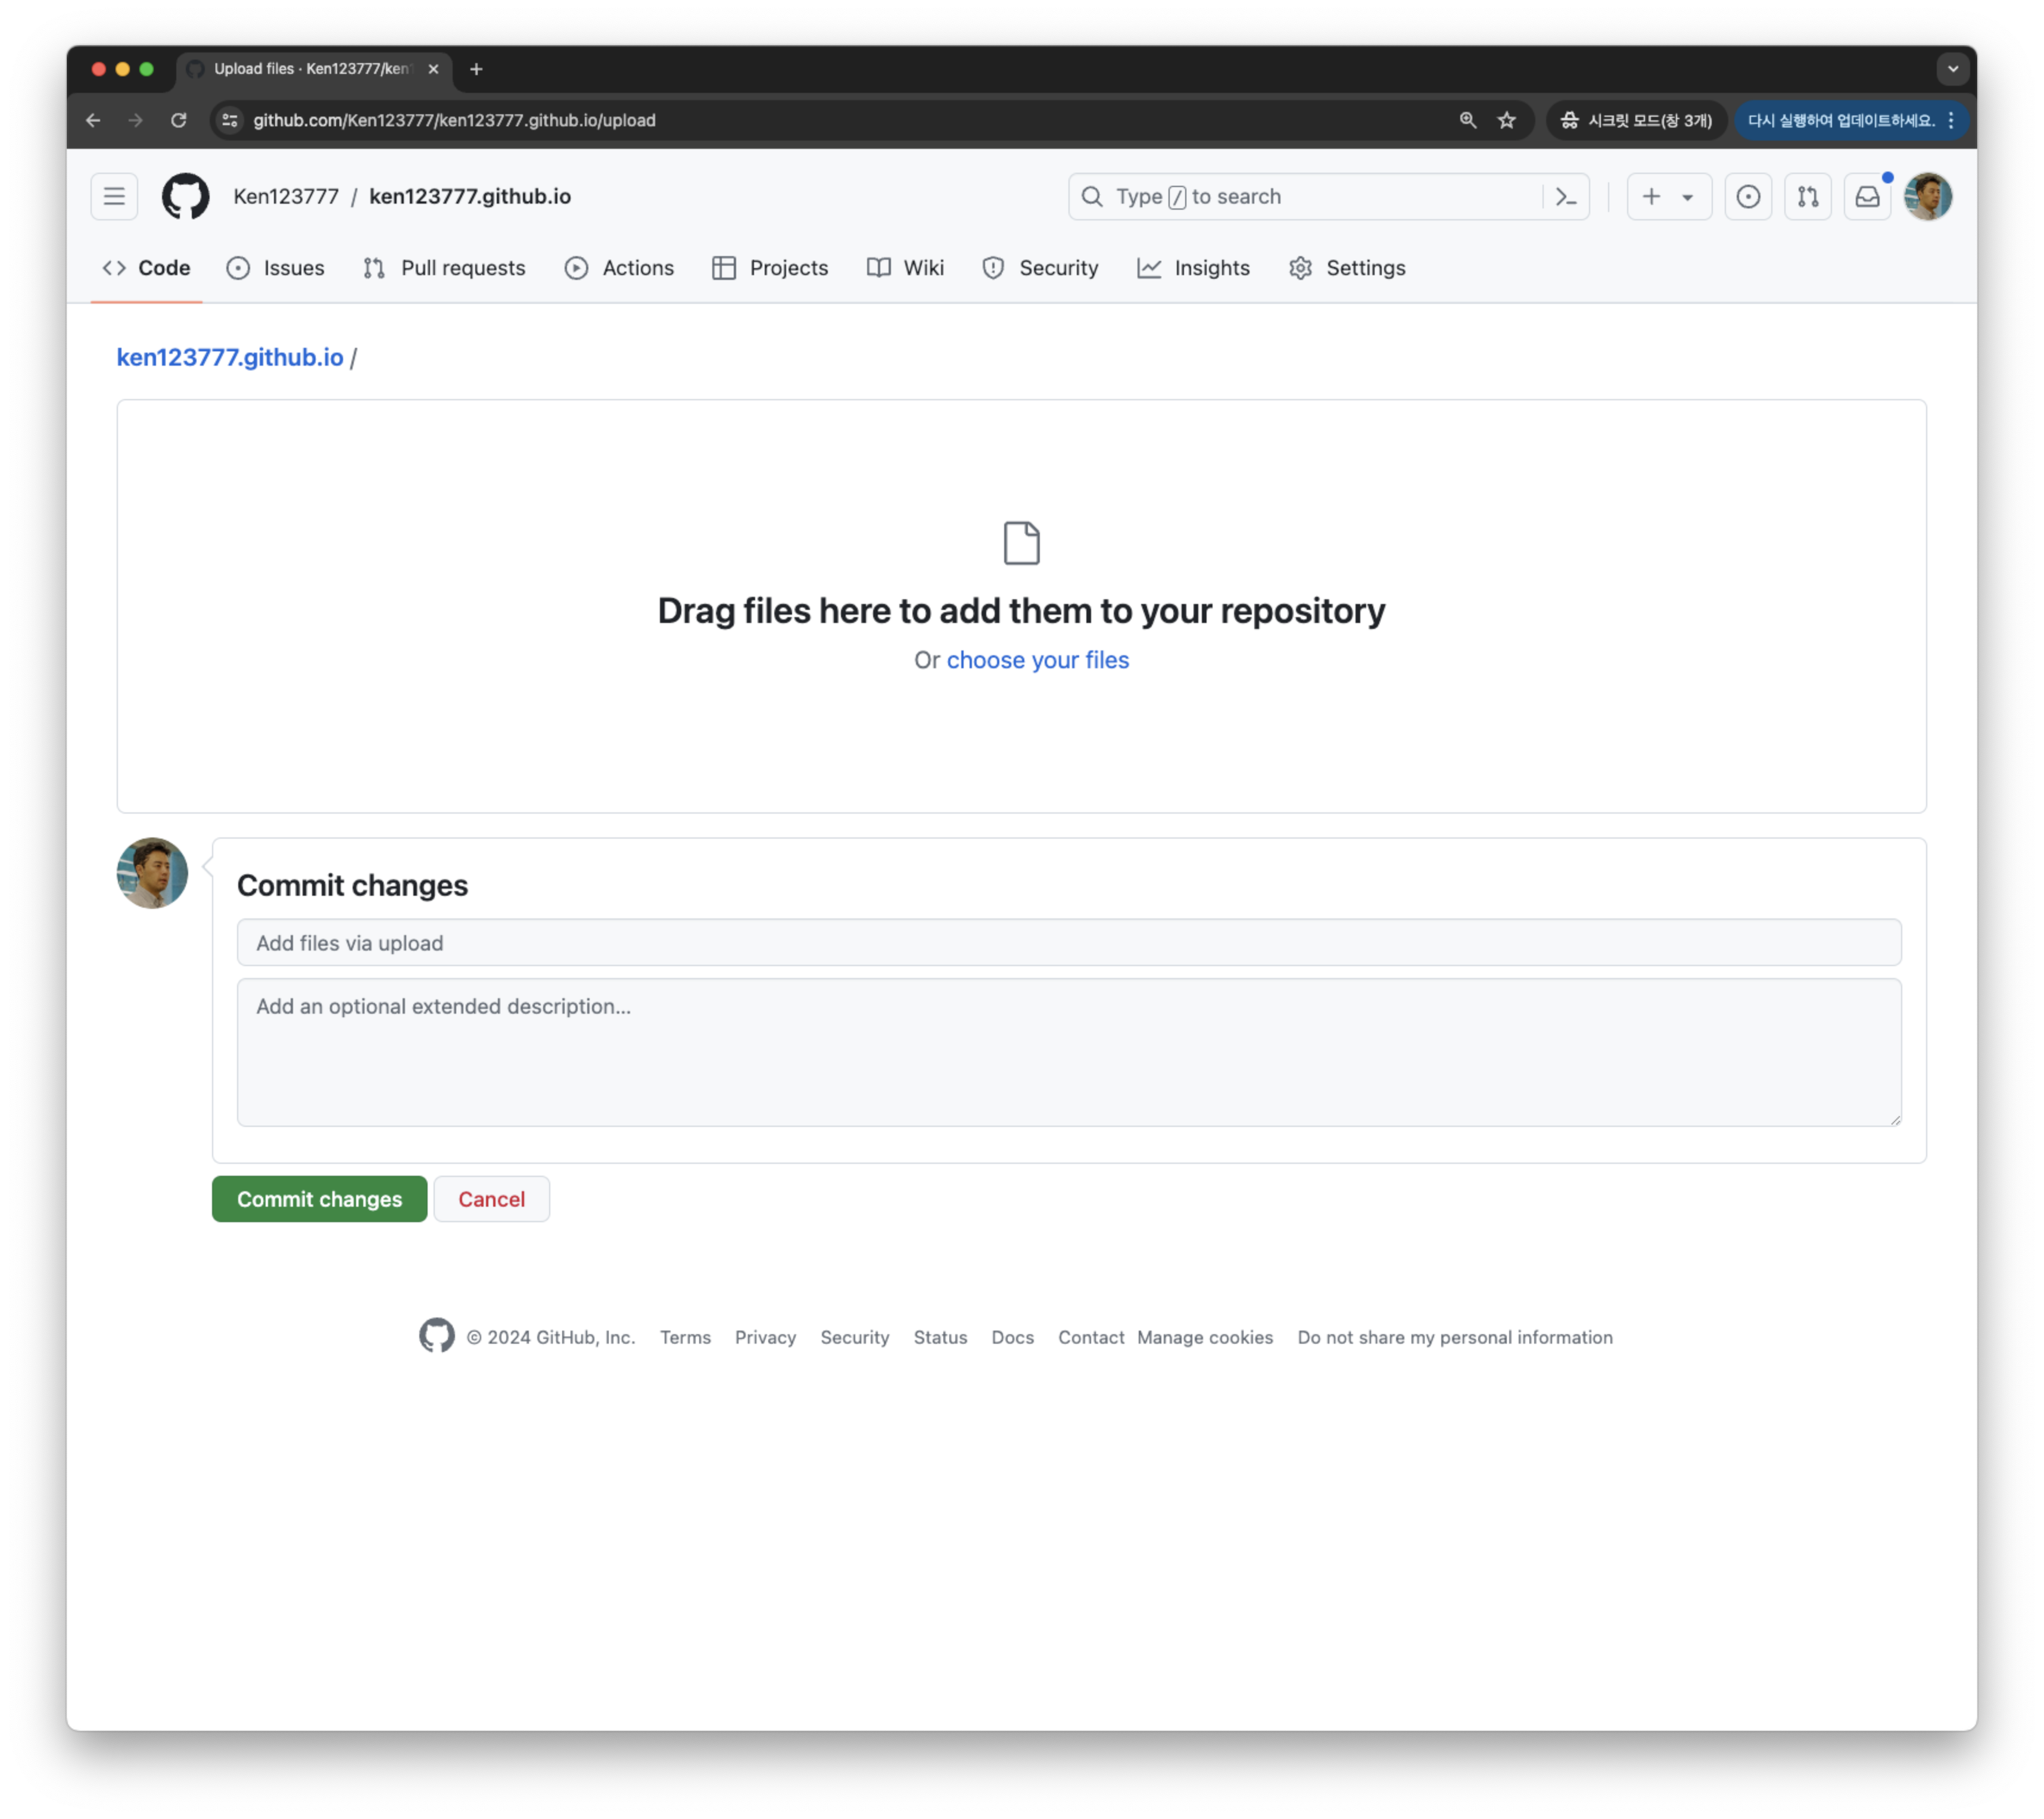 Upload files · Ken123777/ken
github.com/Ken123777/ken123777.github.io/upload
시크릿 모드(창 3개)
다시 실행하여 업데이트하세요.
Ken123777 / ken123777.github.io
Type / to search
Code Issues Pull requests Actions Projects Wiki Security Insights Settings
ken123777.github.io /
Drag files here to add them to your repository
Or choose your files
Commit changes
Add files via upload
Add an optional extended description...
Commit changes Cancel
© 2024 GitHub, Inc. Terms Privacy Security Status Docs Contact Manage cookies Do not share my personal information